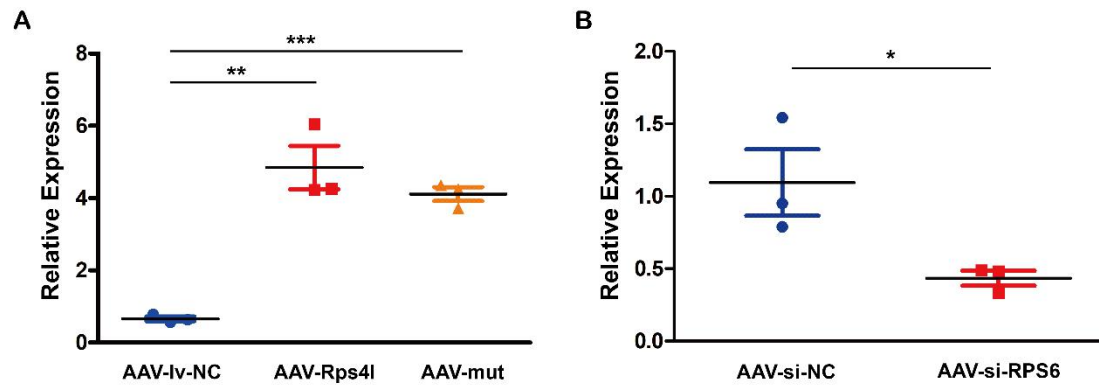 A
Relative Expression
8
6
4
2
0
**
***
AAV-lv-NC
AAV-Rps4l
AAV-mut
B
Relative Expression
2.0
1.5
1.0
0.5
0.0
*
AAV-si-NC
AAV-si-RPS6